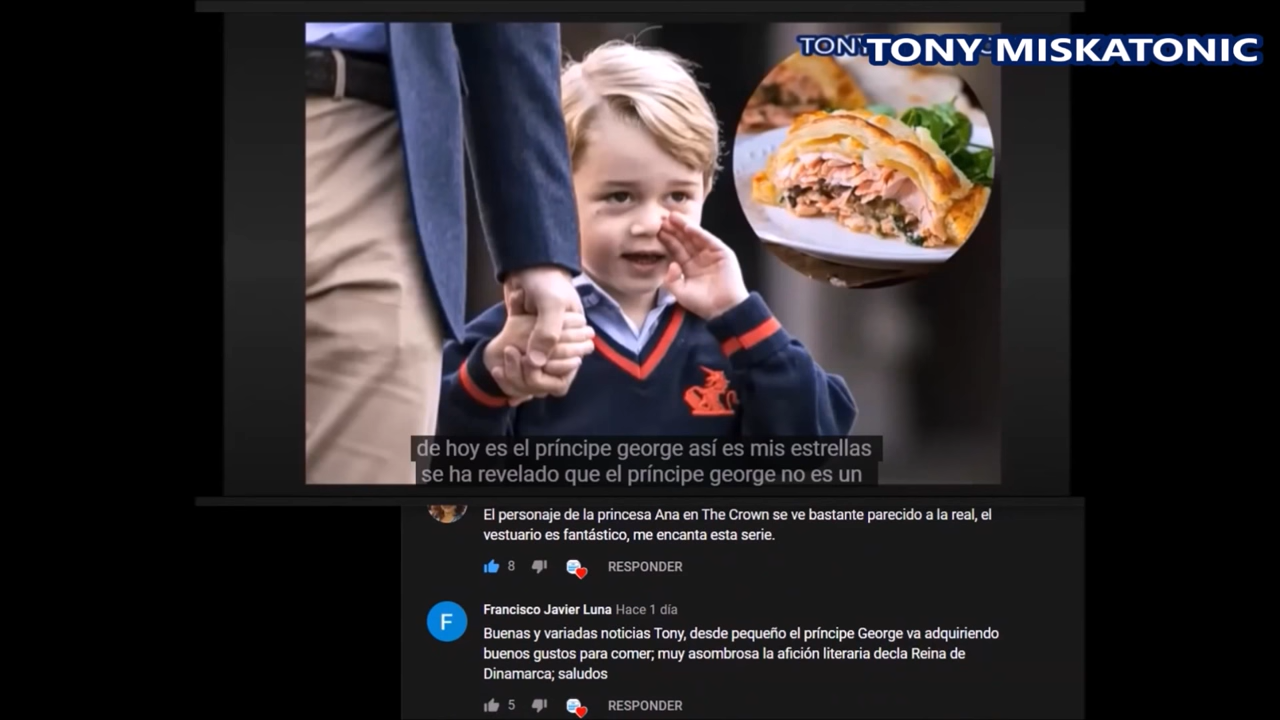 TONY
TONY MISKATONIC
de hoy es el príncipe george así es mis estrellas
se ha revelado que el príncipe george no es un
El personaje de la princesa Ana en The Crown se ve bastante parecido a la real, el
vestuario es fantástico, me encanta esta serie.
8 RESPONDER
F
Francisco Javier Luna Hace 1 día
Buenas y variadas noticias Tony, desde pequeño el príncipe George va adquiriendo
buenos gustos para comer; muy asombrosa la afición literaria decla Reina de
Dinamarca; saludos
5 RESPONDER